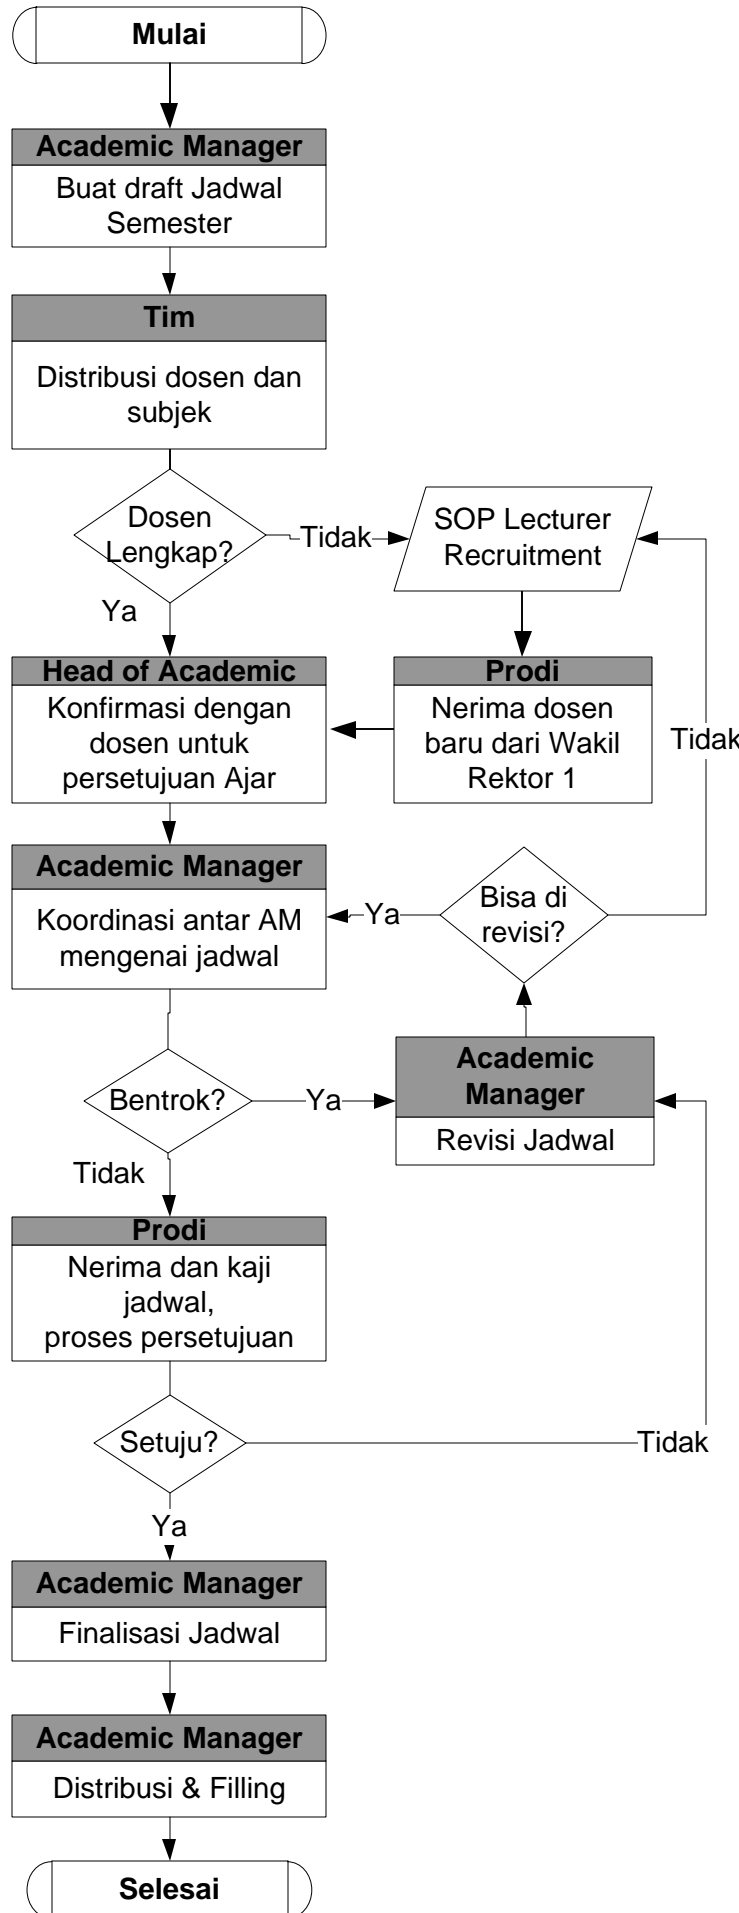 Mulai
Academic Manager
Buat draft Jadwal
Semester
Tim
Distribusi dosen dan
subjek
Dosen
Lengkap?
Tidak
SOP Lecturer
Recruitment
Ya
Head of Academic
Konfirmasi dengan
dosen untuk
persetujuan Ajar
Prodi
Nerima dosen
baru dari Wakil
Rektor 1
Tidak
Academic Manager
Koordinasi antar AM
mengenai jadwal
Ya
Bisa di
revisi?
Bentrok?
Ya
Academic
Manager
Revisi Jadwal
Tidak
Prodi
Nerima dan kaji
jadwal,
proses persetujuan
Setuju?
Tidak
Ya
Academic Manager
Finalisasi Jadwal
Academic Manager
Distribusi & Filling
Selesai